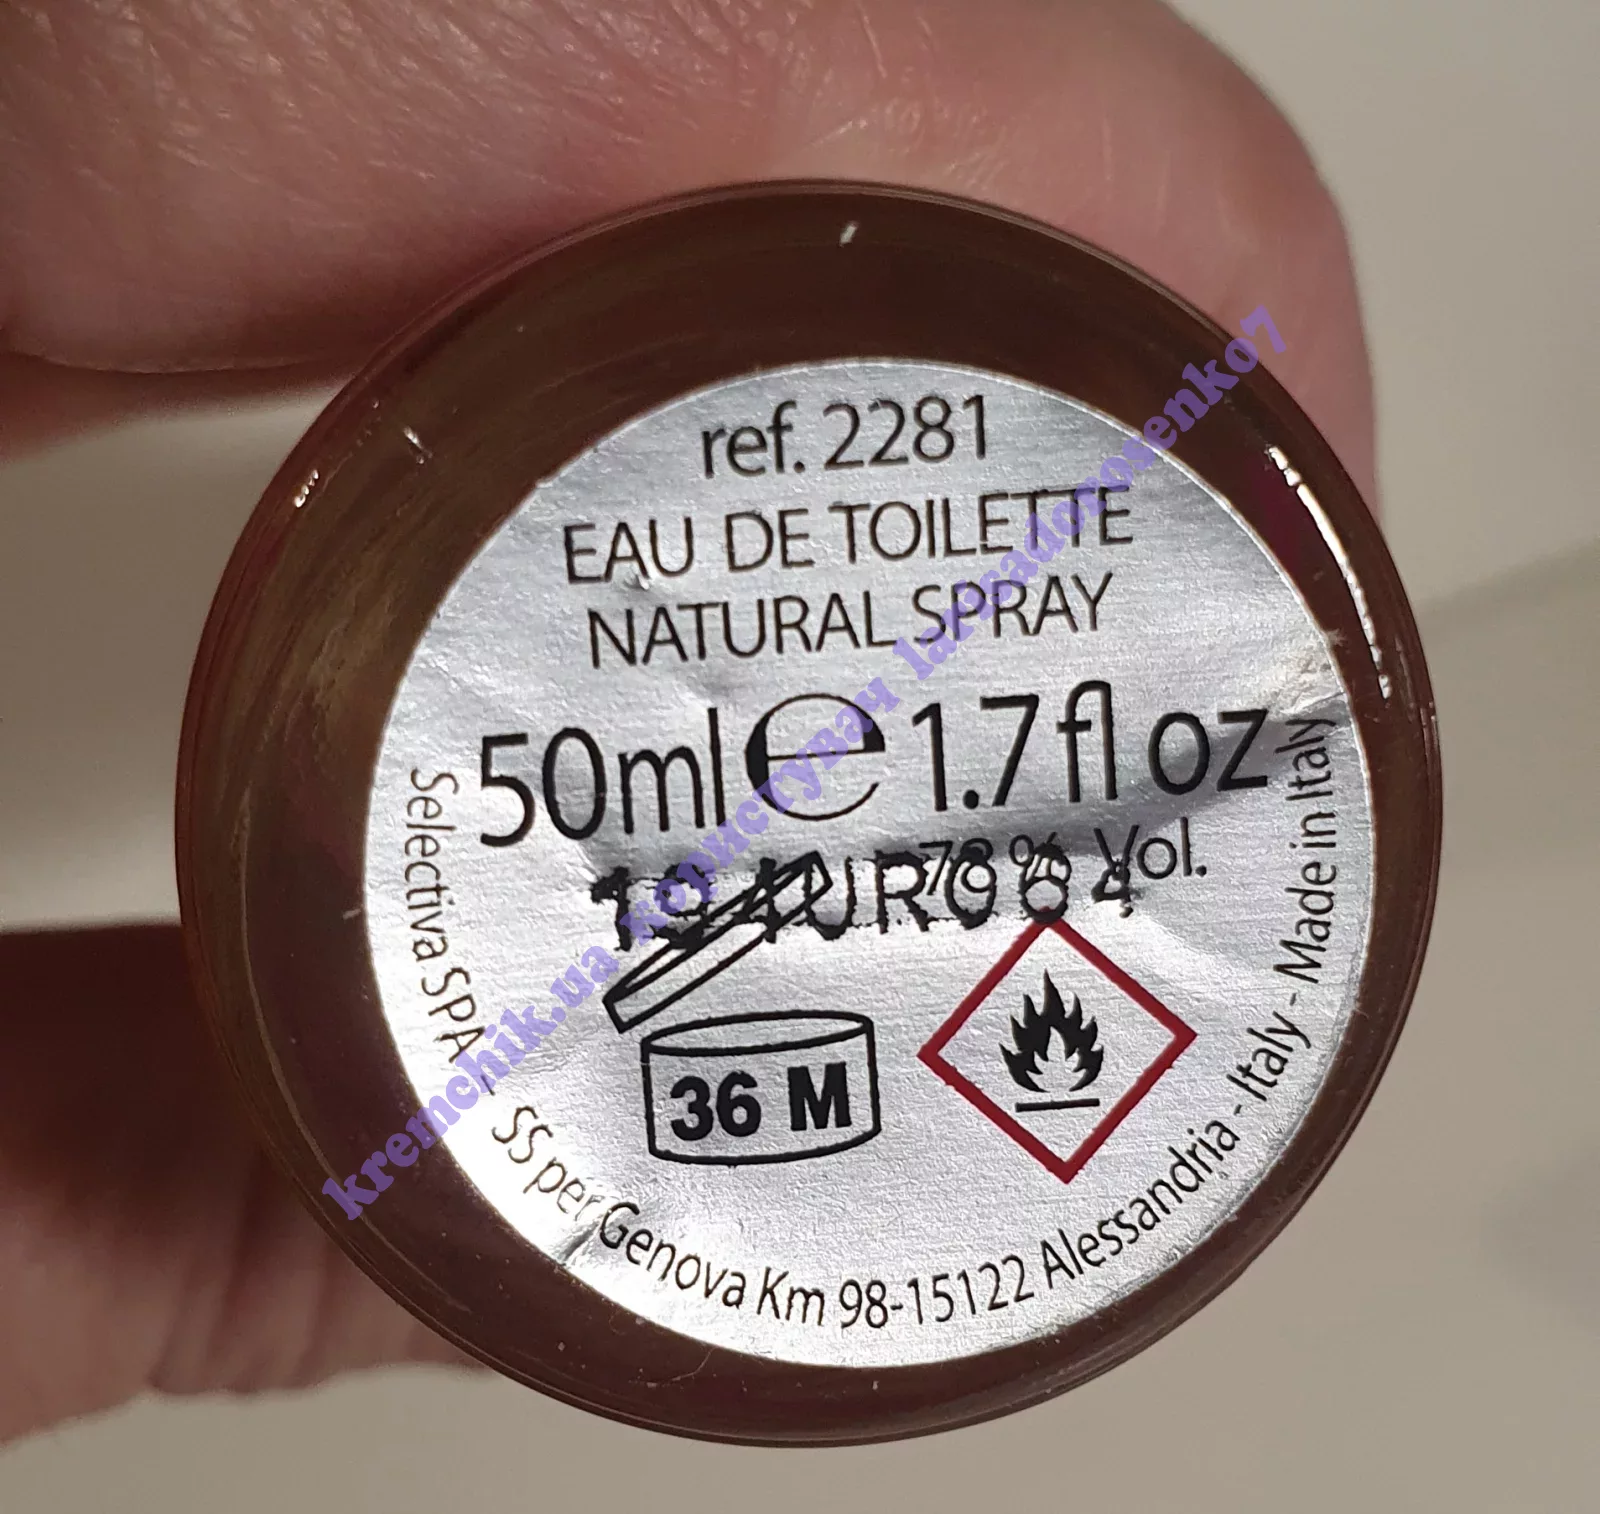 ref. 2281
EAU DE TOILETTE
NATURAL SPRAY
50ml e 1.7 fl oz
78 % Vol.
36 M
Selectiva SPA - SS per Genova Km 98-15122 Alessandria - Italy - Made in Italy
kremchik.ua користувач